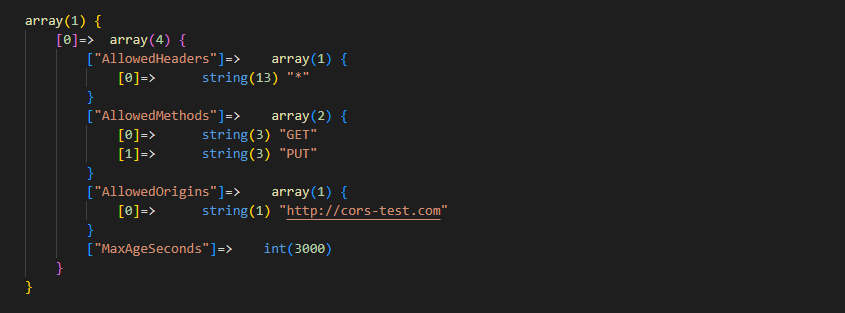 array(1) {
[0]=>  array(4) {
["AllowedHeaders"]=>    array(1) {
[0]=>      string(13) "*"
}
["AllowedMethods"]=>    array(2) {
[0]=>      string(3) "GET"
[1]=>      string(3) "PUT"
}
["AllowedOrigins"]=>    array(1) {
[0]=>      string(1) "http://cors-test.com"
}
["MaxAgeSeconds"]=>    int(3000)
}
}